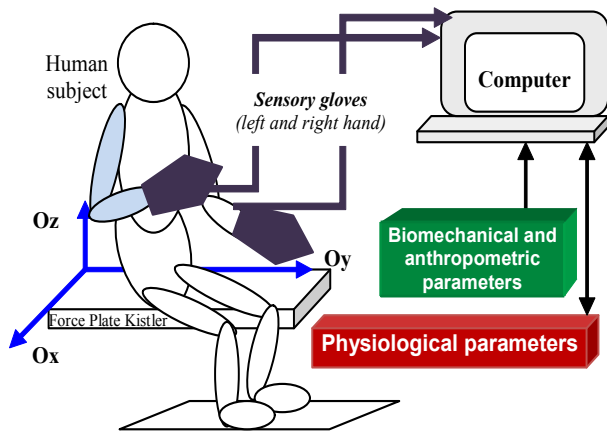 Human
subject
Sensory gloves
(left and right hand)
Computer
Oz
Oy
Biomechanical and
anthropometric
parameters
Force Plate Kistler
Physiological parameters
Ox